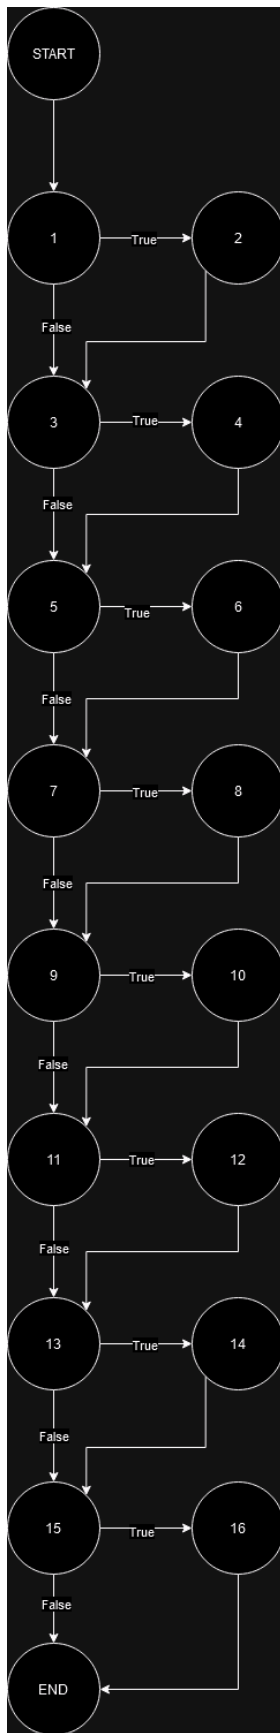 START
1
True
2
False
3
True
4
False
5
True
6
False
7
True
8
False
9
True
10
False
11
True
12
False
13
True
14
False
15
True
16
False
END